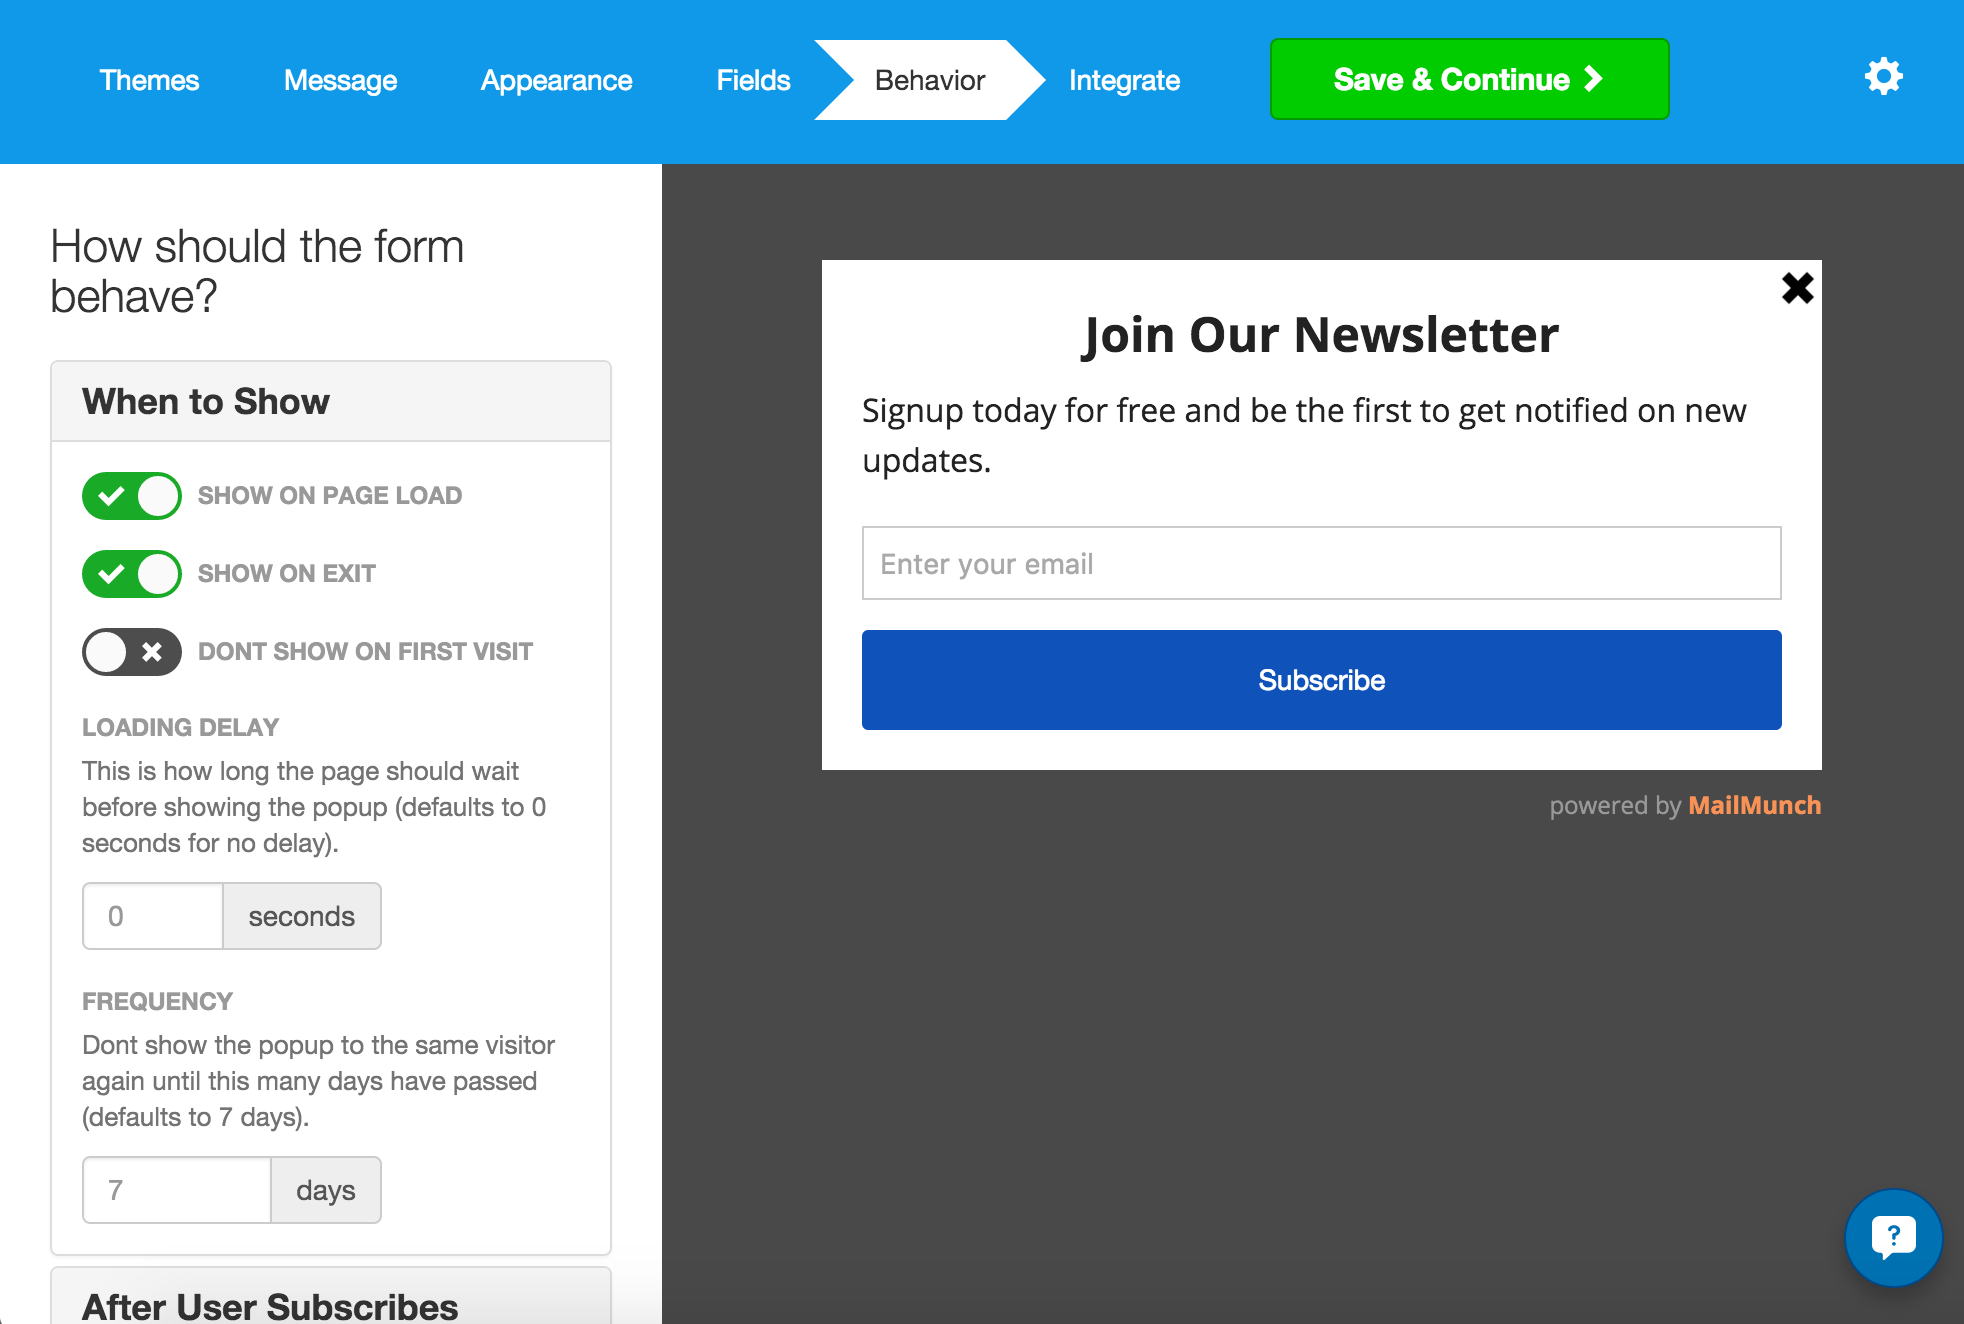 Themes
Message
Appearance
Fields
Behavior
Integrate
Save & Continue
How should the form
behave?
When to Show
SHOW ON PAGE LOAD
SHOW ON EXIT
DONT SHOW ON FIRST VISIT
LOADING DELAY
This is how long the page should wait
before showing the popup (defaults to 0
seconds for no delay).
0 seconds
FREQUENCY
Dont show the popup to the same visitor
again until this many days have passed
(defaults to 7 days).
7 days
After User Subscribes
Join Our Newsletter
Signup today for free and be the first to get notified on new
updates.
Enter your email
Subscribe
powered by MailMunch
?